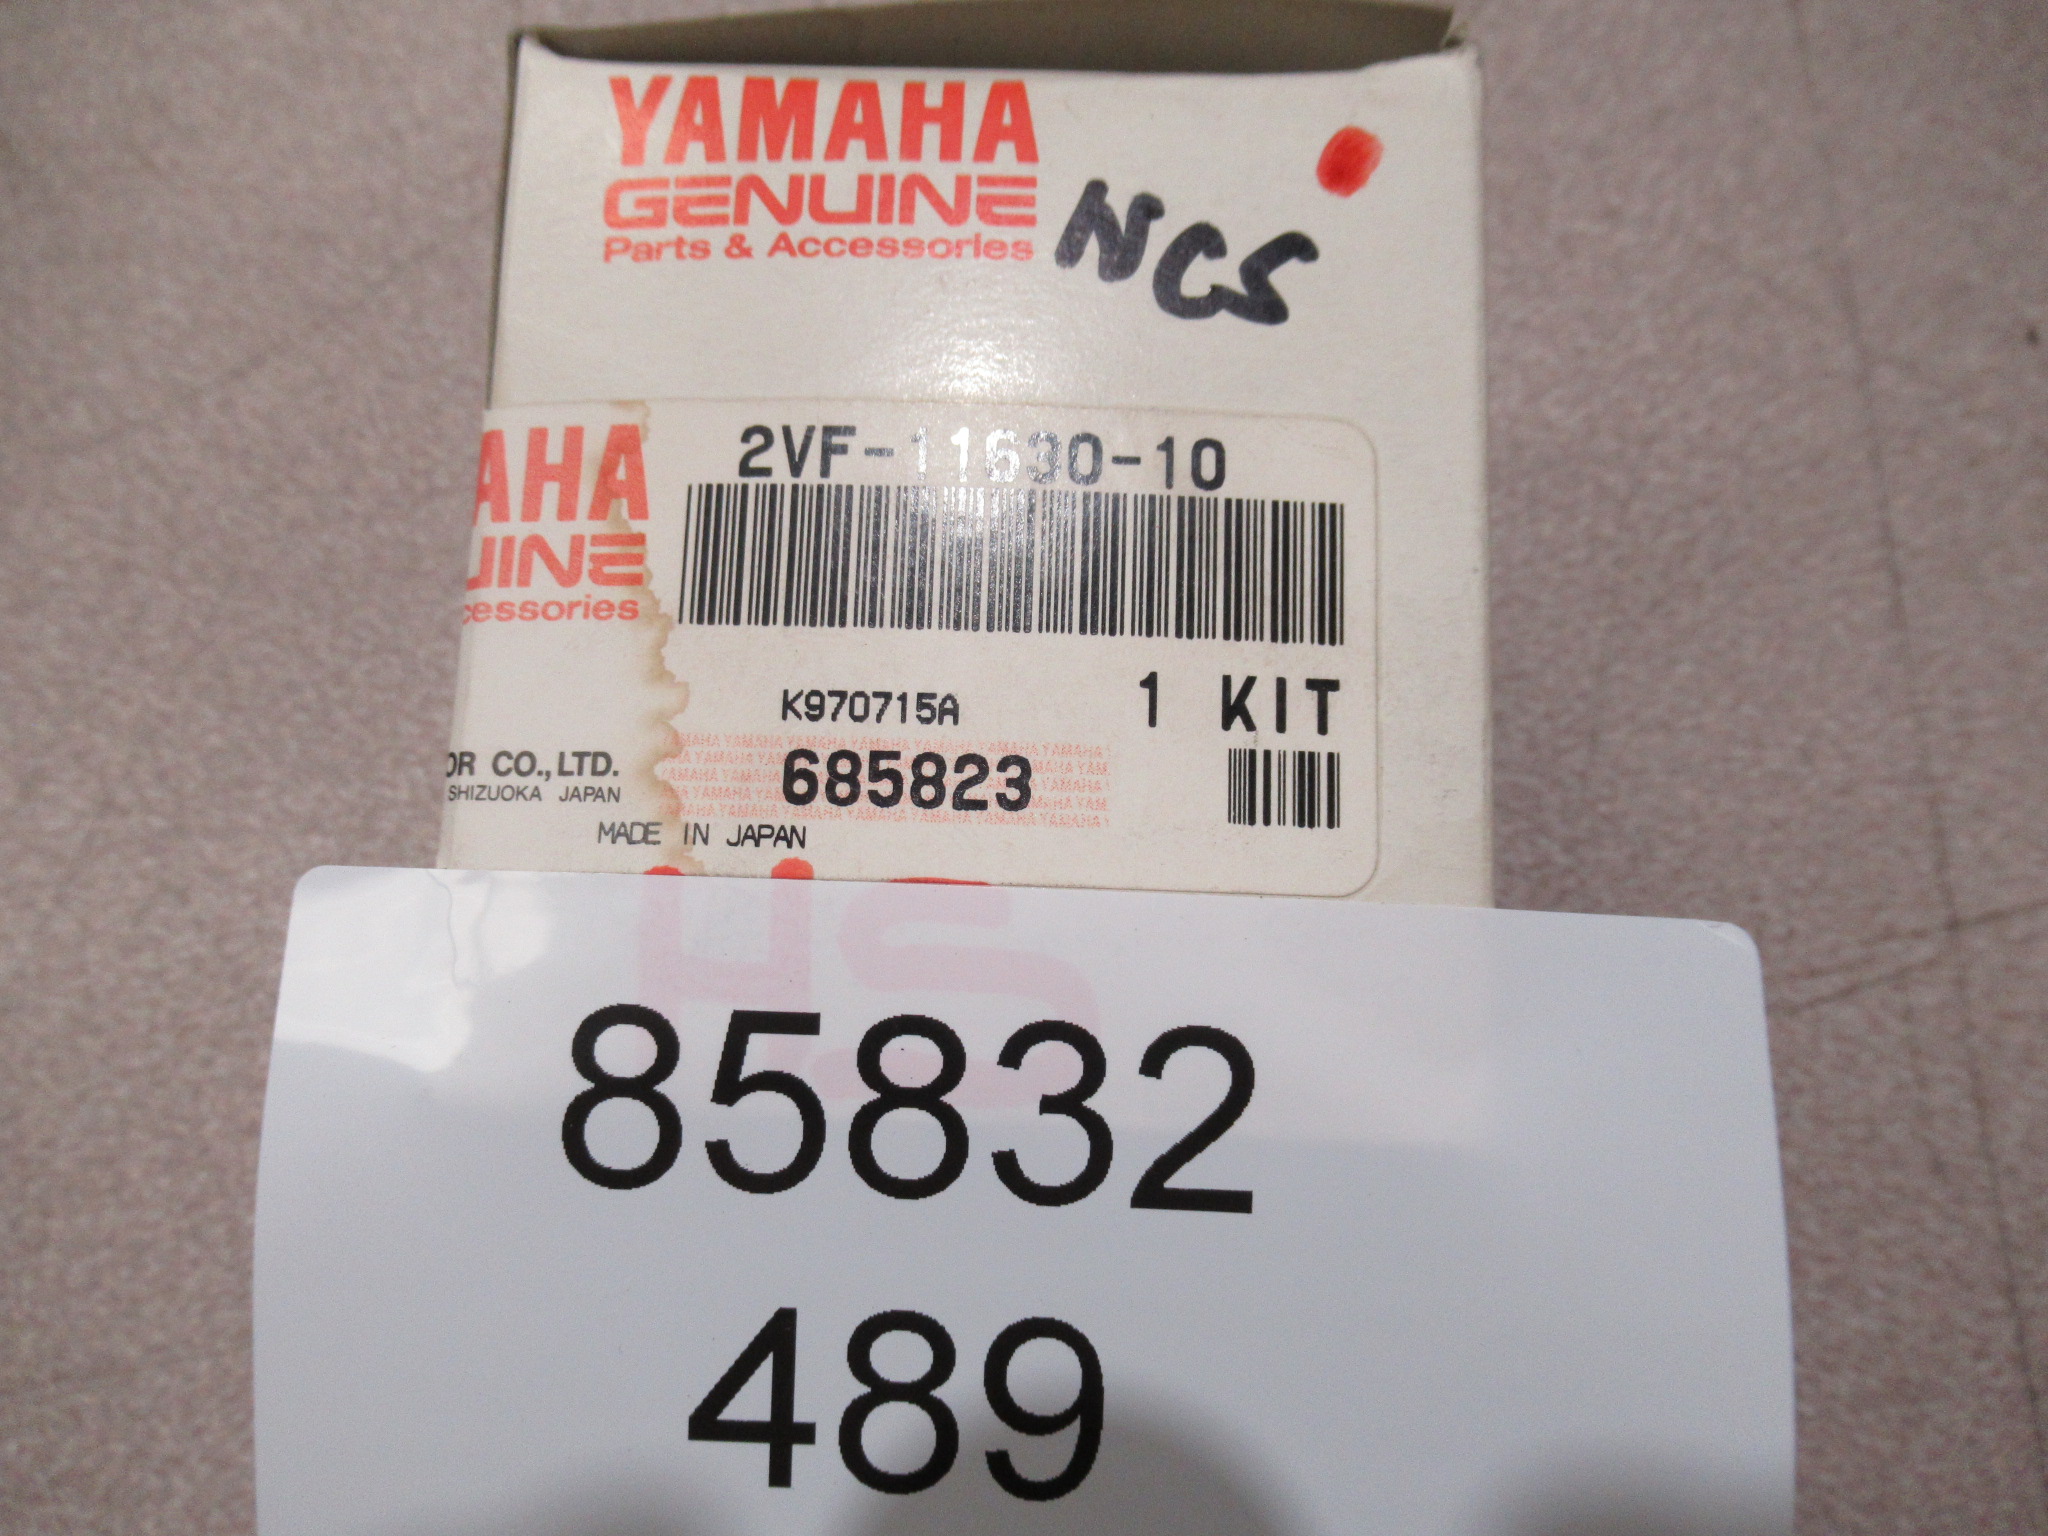 YAMAHA
GENUINE
Parts & Accessories
NCS
2VF-11630-10
AHA
UINE
cessories
K970715A
1 KIT
OR CO., LTD.
SHIZUOKA JAPAN
685823
MADE IN JAPAN
85832
489